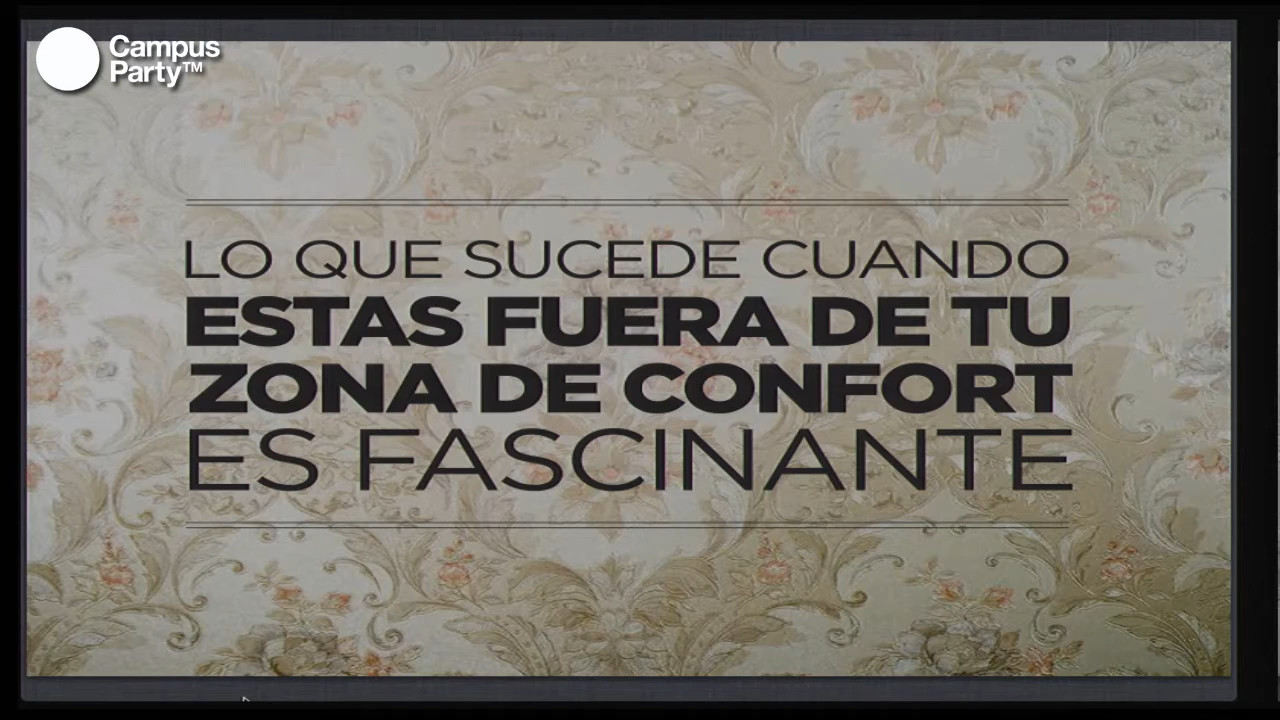 Campus
Party™
LO QUE SUCEDE CUANDO
ESTAS FUERA DE TU
ZONA DE CONFORT
ES FASCINANTE